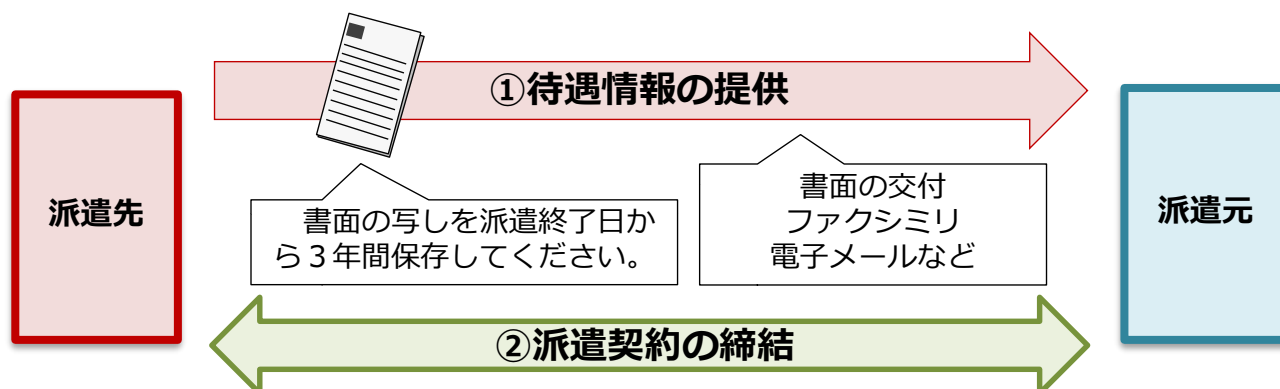 ①待遇情報の提供
派遣先
書面の写しを派遣終了日か
ら３年間保存してください。
書面の交付
ファクシミリ
電子メールなど
派遣元
②派遣契約の締結